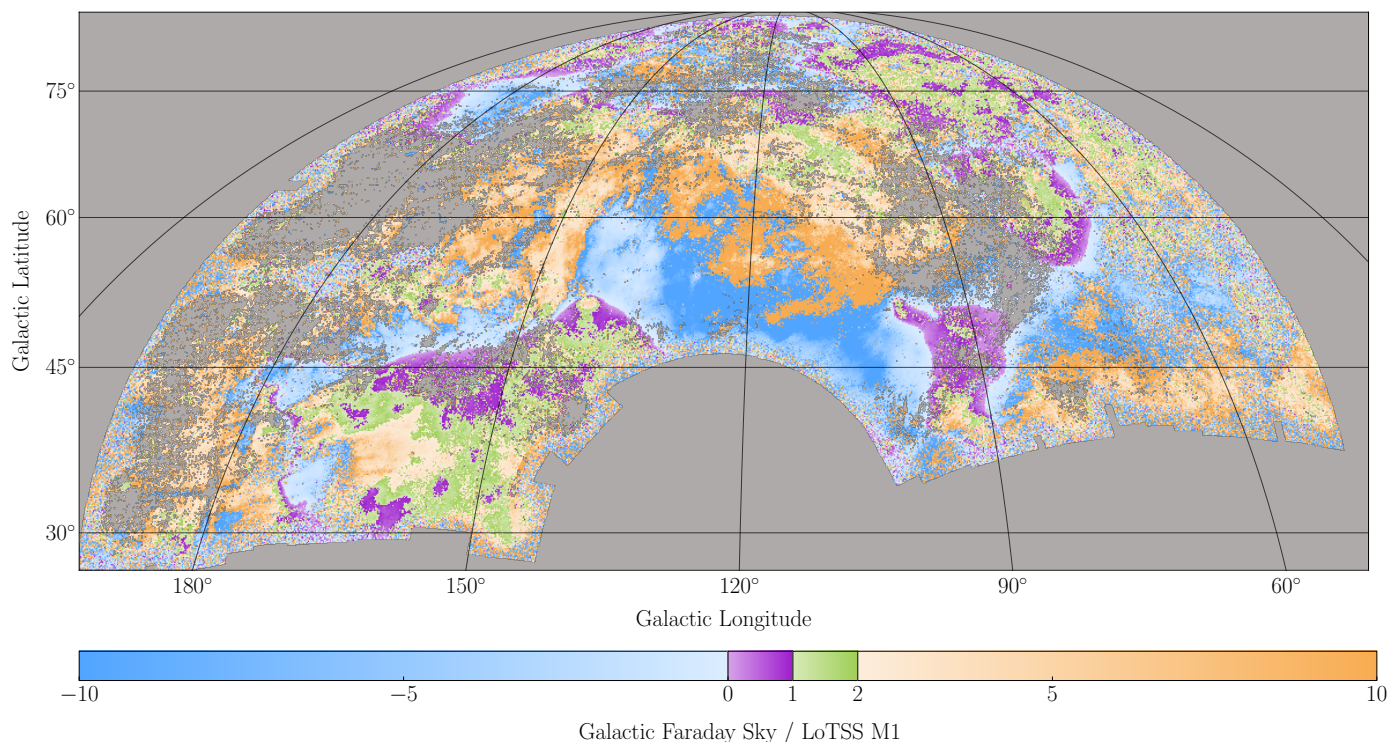 75°
60°
45°
30°
Galactic Latitude
180° 150° 120° 90° 60°
Galactic Longitude
−10 −5 0 1 2 5 10
Galactic Faraday Sky / LoTSS M1